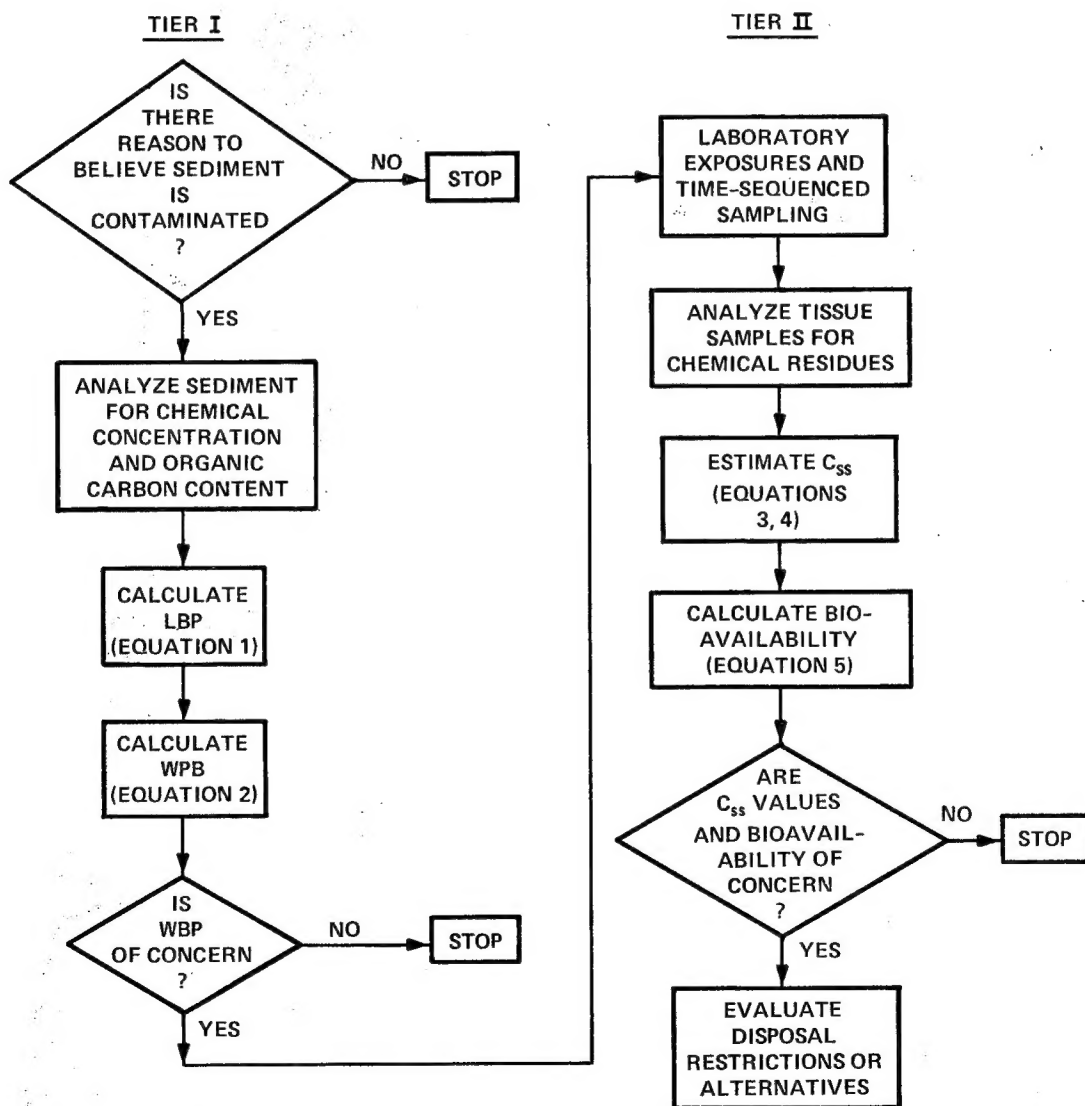 TIER I
IS
THERE
REASON TO
BELIEVE SEDIMENT
IS
CONTAMINATED
?
NO
STOP
YES
ANALYZE SEDIMENT
FOR CHEMICAL
CONCENTRATION
AND ORGANIC
CARBON CONTENT
CALCULATE
LBP
(EQUATION 1)
CALCULATE
WPB
(EQUATION 2)
IS
WBP
OF CONCERN
?
NO
STOP
YES
TIER II
LABORATORY
EXPOSURES AND
TIME-SEQUENCED
SAMPLING
ANALYZE TISSUE
SAMPLES FOR
CHEMICAL RESIDUES
ESTIMATE Css
(EQUATIONS
3, 4)
CALCULATE BIO-
AVAILABILITY
(EQUATION 5)
ARE
Css VALUES
AND BIOAVAIL-
ABILITY OF
CONCERN
?
NO
STOP
YES
EVALUATE
DISPOSAL
RESTRICTIONS OR
ALTERNATIVES